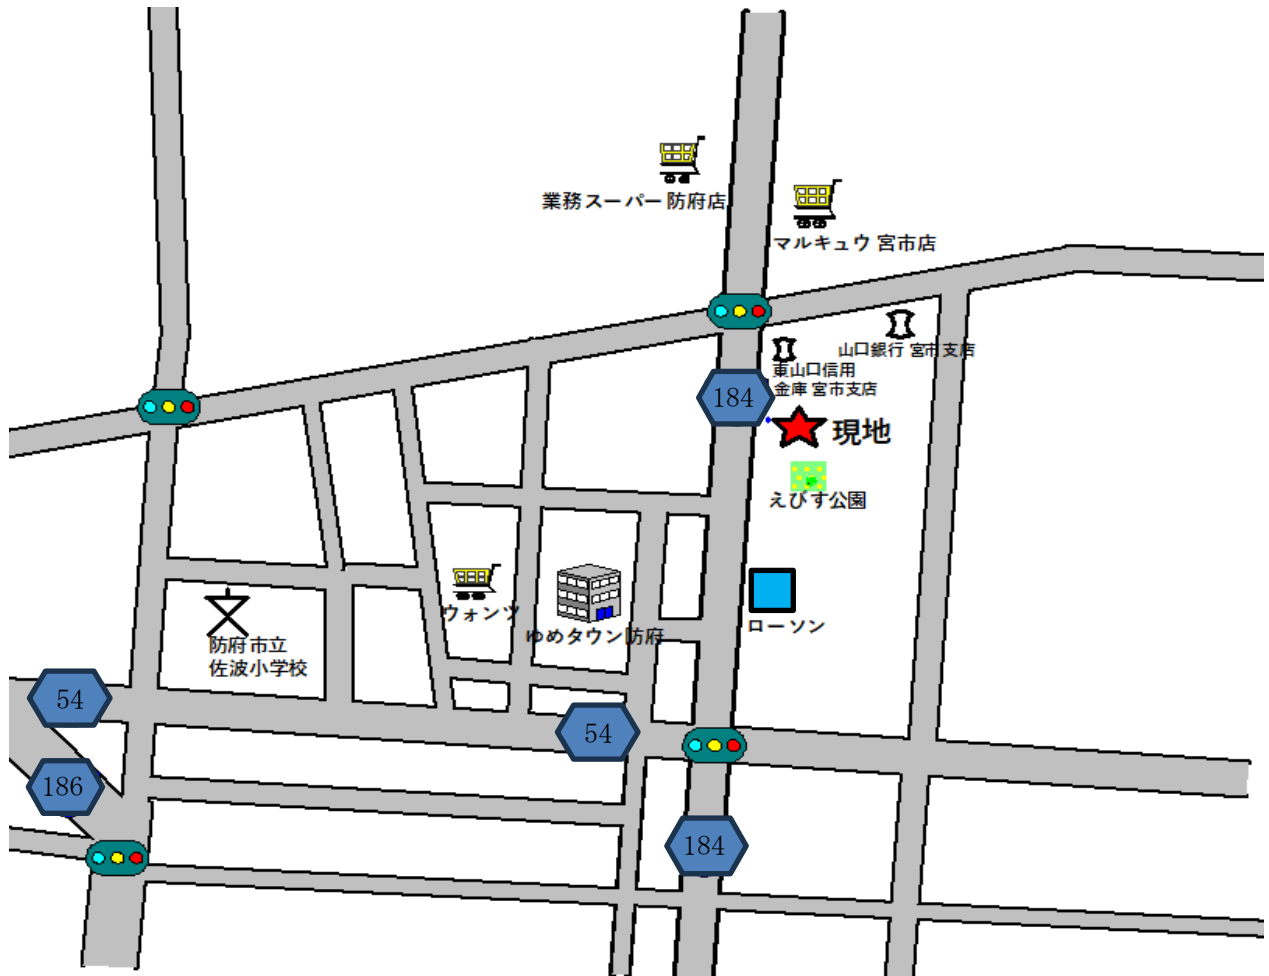 業務スーパー防府店
マルキュウ 宮市店
山口銀行 宮市支店
東山口信用
金庫 宮市支店
184
現地
えびす公園
ウォンツ
ゆめタウン防府
ローソン
防府市立
佐波小学校
54
54
186
184